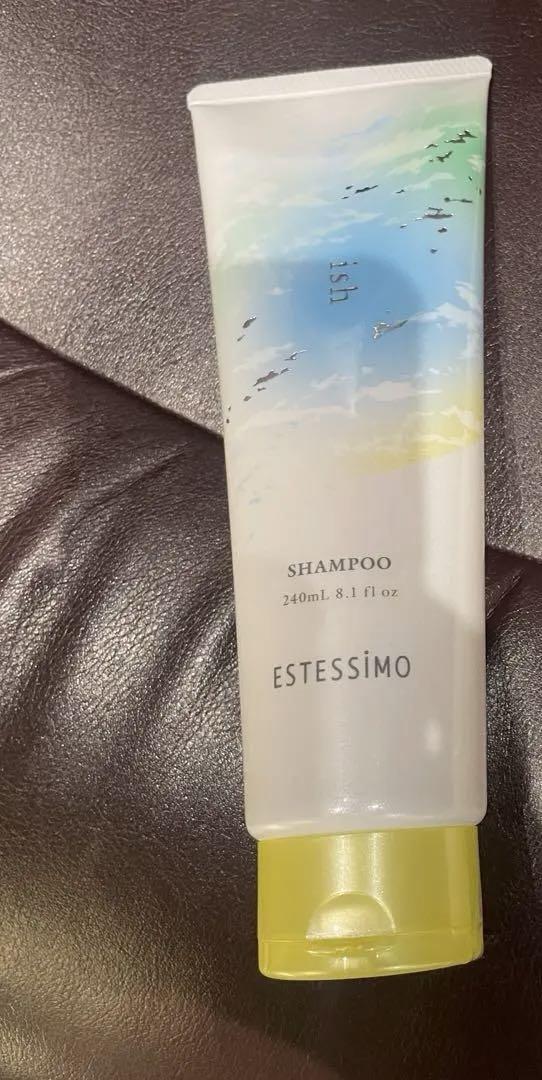 ish
SHAMPOO
240mL 8.1 fl oz
ESTESSiMO